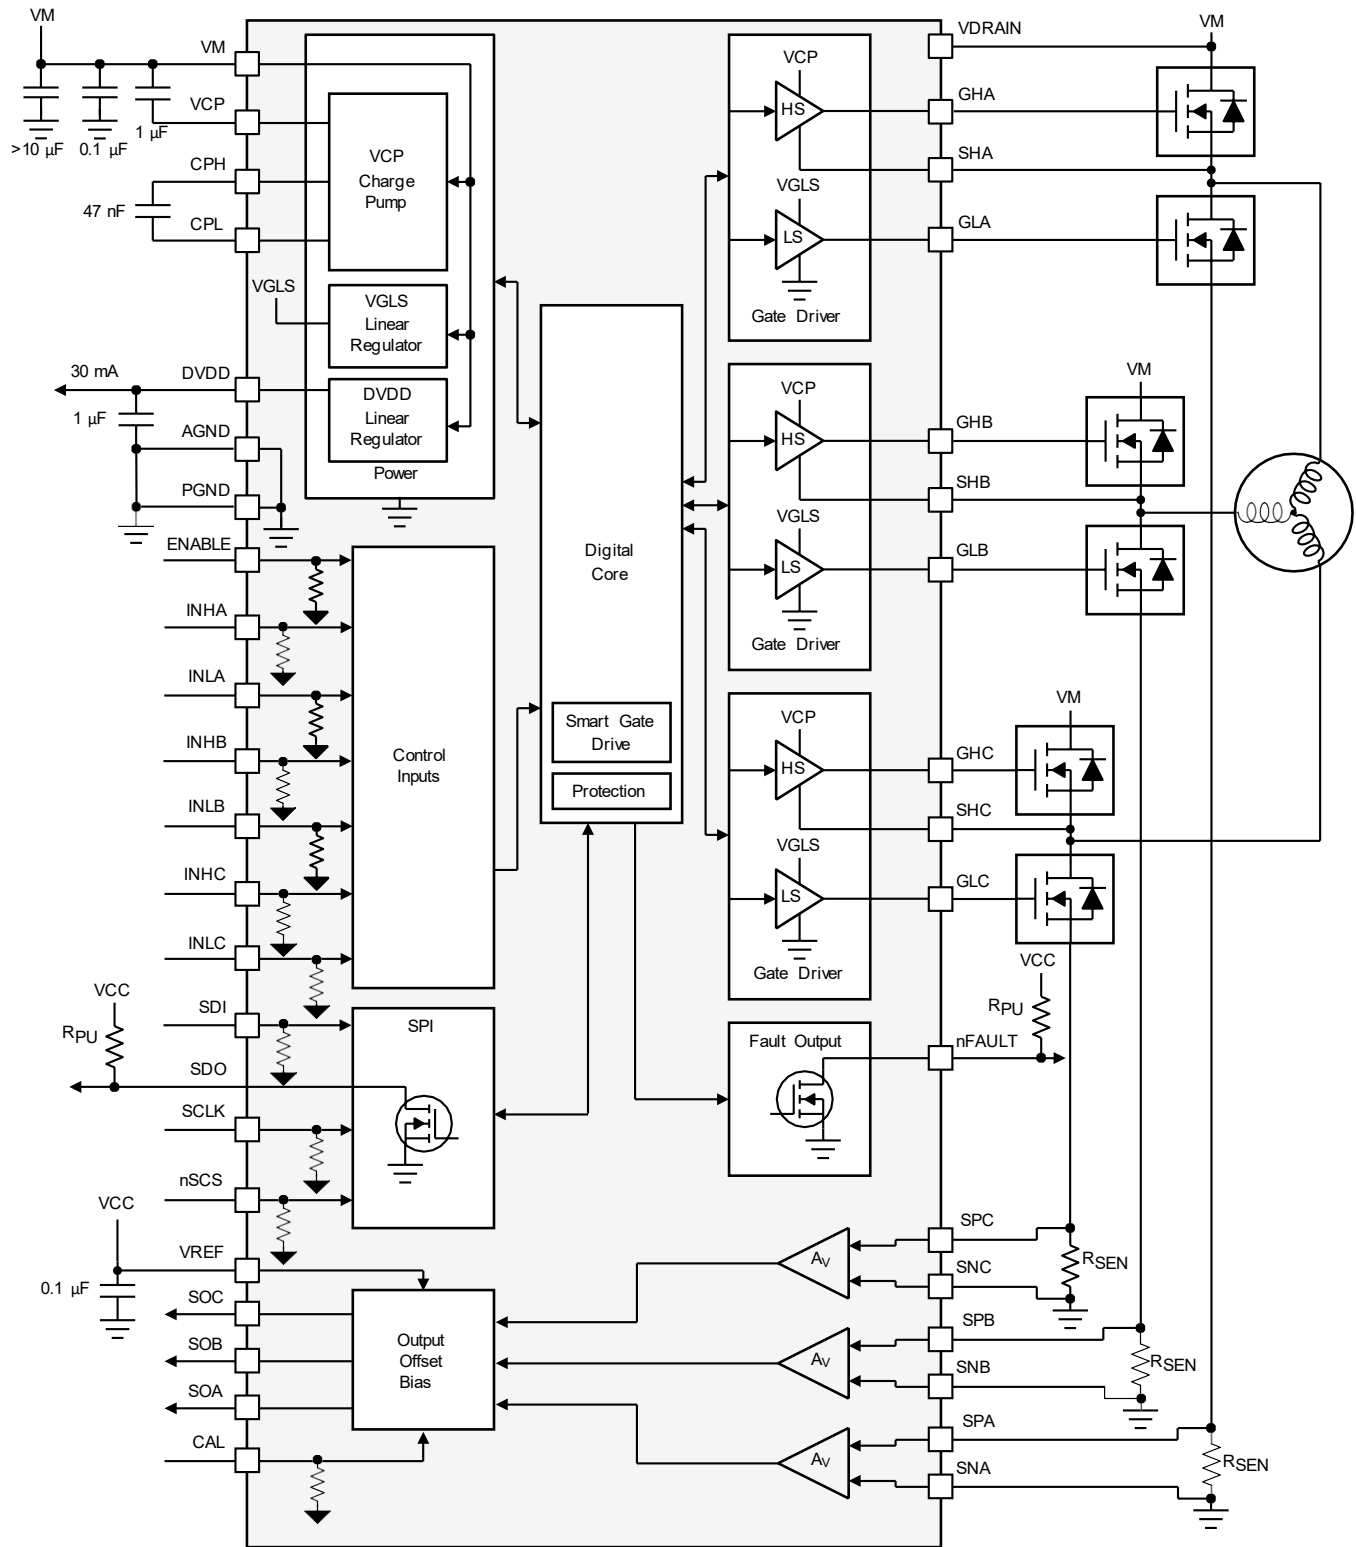 VM
VM
VCP
>10 µF
0.1 µF
1 µF
CPH
47 nF
CPL
VCP
Charge
Pump
VGLS
VGLS
Linear
Regulator
30 mA
DVDD
1 µF
DVDD
Linear
Regulator
AGND
Power
PGND
ENABLE
INHA
INLA
INHB
INLB
INHC
INLC
Control
Inputs
VCC
RPU
SDI
SDO
SCLK
nSCS
SPI
VCC
VREF
0.1 µF
SOC
SOB
SOA
CAL
Output
Offset
Bias
Digital
Core
Smart Gate
Drive
Protection
VCP
HS
VGLS
LS
Gate Driver
VCP
HS
VGLS
LS
Gate Driver
VCP
HS
VGLS
LS
Gate Driver
Fault Output
AV
AV
AV
VDRAIN
VM
GHA
SHA
GLA
VM
GHB
SHB
GLB
VM
GHC
SHC
GLC
VCC
RPU
nFAULT
SPC
SNC
RSEN
SPB
SNB
RSEN
SPA
SNA
RSEN